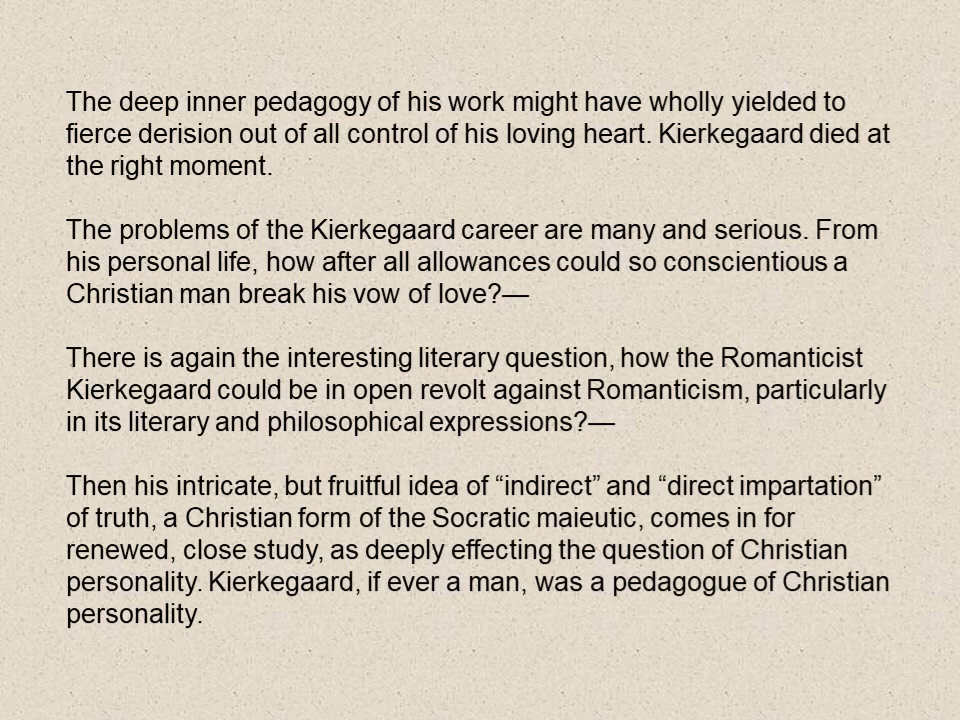 The deep inner pedagogy of his work might have wholly yielded to
fierce derision out of all control of his loving heart. Kierkegaard died at
the right moment.
The problems of the Kierkegaard career are many and serious. From
his personal life, how after all allowances could so conscientious a
Christian man break his vow of love?—
There is again the interesting literary question, how the Romanticist
Kierkegaard could be in open revolt against Romanticism, particularly
in its literary and philosophical expressions?—
Then his intricate, but fruitful idea of “indirect” and “direct impartation”
of truth, a Christian form of the Socratic maieutic, comes in for
renewed, close study, as deeply effecting the question of Christian
personality. Kierkegaard, if ever a man, was a pedagogue of Christian
personality.